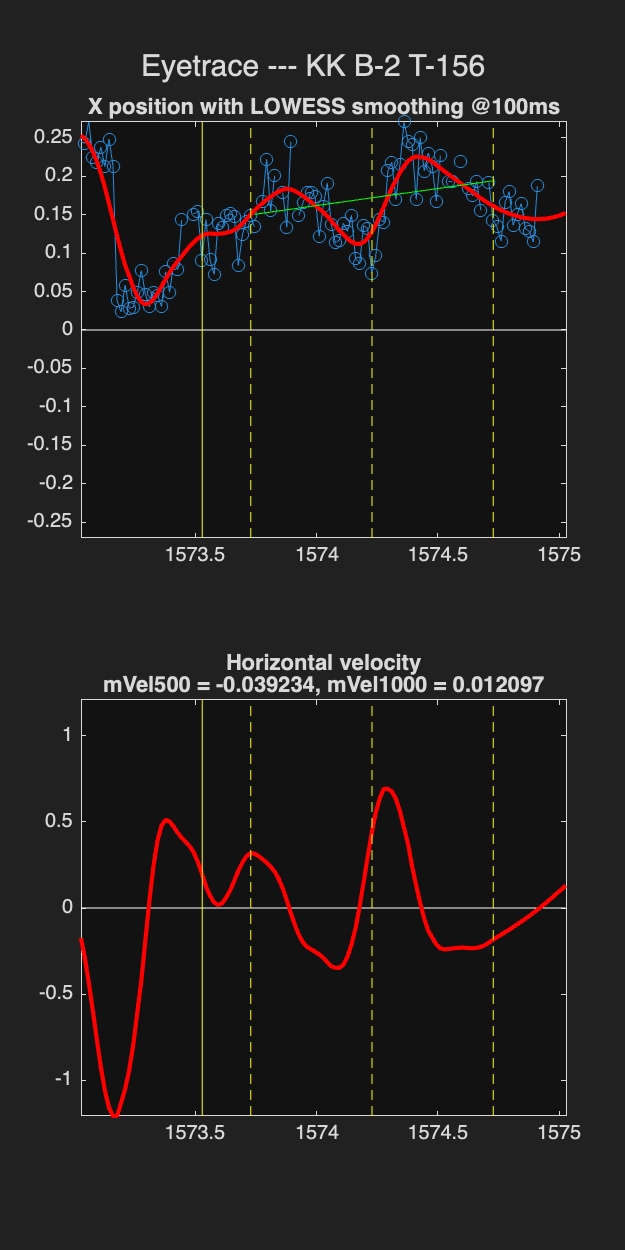 Eyetrace --- KK B-2 T-156
X position with LOWESS smoothing @100ms
0.25
0.2
0.15
0.1
0.05
0
-0.05
-0.1
-0.15
-0.2
-0.25
1573.5 1574 1574.5 1575
Horizontal velocity
mVel500 = -0.039234, mVel1000 = 0.012097
1
0.5
0
-0.5
-1
1573.5 1574 1574.5 1575